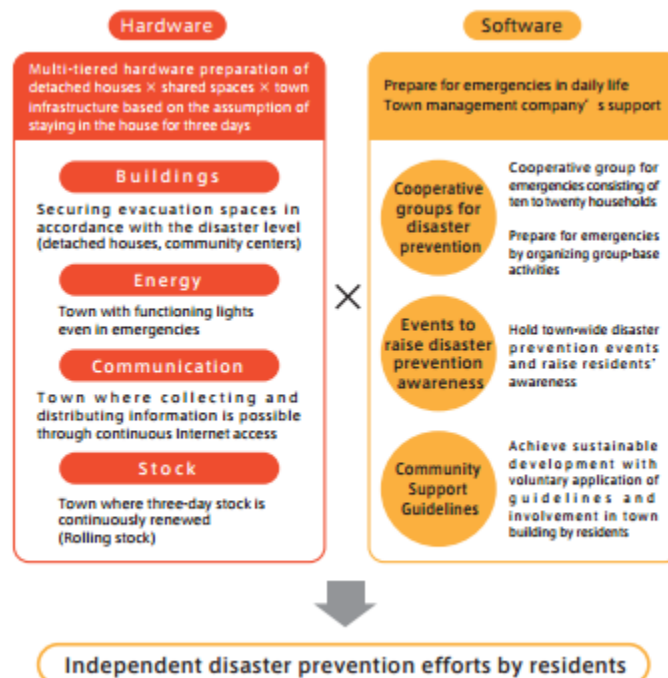 Hardware
Multi-tiered hardware preparation of
detached houses × shared spaces × town
infrastructure based on the assumption of
staying in the house for three days
Buildings
Securing evacuation spaces in
accordance with the disaster level
(detached houses, community centers)
Energy
Town with functioning lights
even in emergencies
Communication
Town where collecting and
distributing information is possible
through continuous Internet access
Stock
Town where three-day stock is
continuously renewed
(Rolling stock)
×
Software
Prepare for emergencies in daily life
Town management company’s support
Cooperative
groups for
disaster
prevention
Cooperative group for
emergencies consisting of
ten to twenty households
Prepare for emergencies
by organizing group-base
activities
Events to
raise disaster
prevention
awareness
Hold town-wide disaster
prevention events
and raise residents’
awareness
Community
Support
Guidelines
Achieve sustainable
development with
voluntary application of
guidelines and
involvement in town
building by residents
Independent disaster prevention efforts by residents